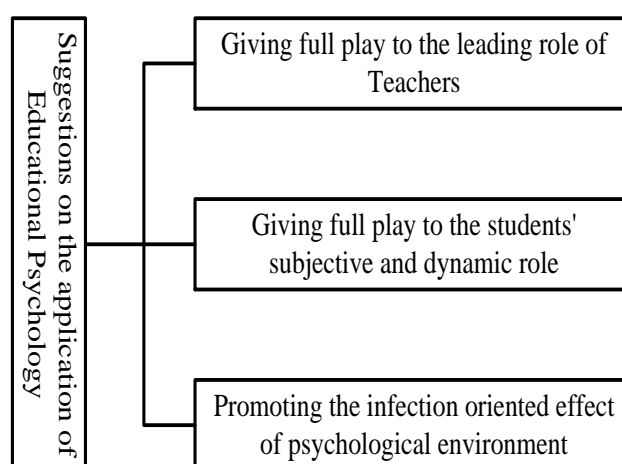 Suggestions on the application of
Educational Psychology
Giving full play to the leading role of
Teachers
Giving full play to the students'
subjective and dynamic role
Promoting the infection oriented effect
of psychological environment